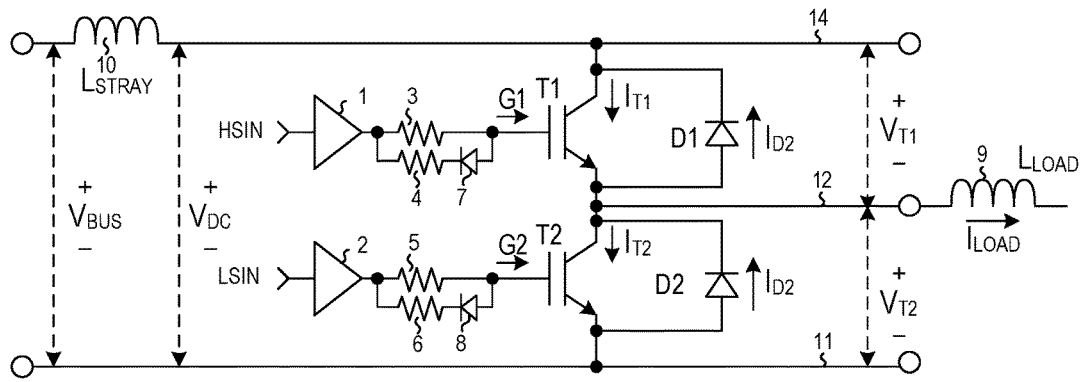 14
10
LSTRAY
1
3
G1
T1
IT1
HSIN
D1
ID2
+
VT1
−
4
7
9
LLOAD
12
+
VBUS
−
+
VDC
−
ILOAD
2
5
G2
T2
IT2
LSIN
D2
ID2
+
VT2
−
6
8
11